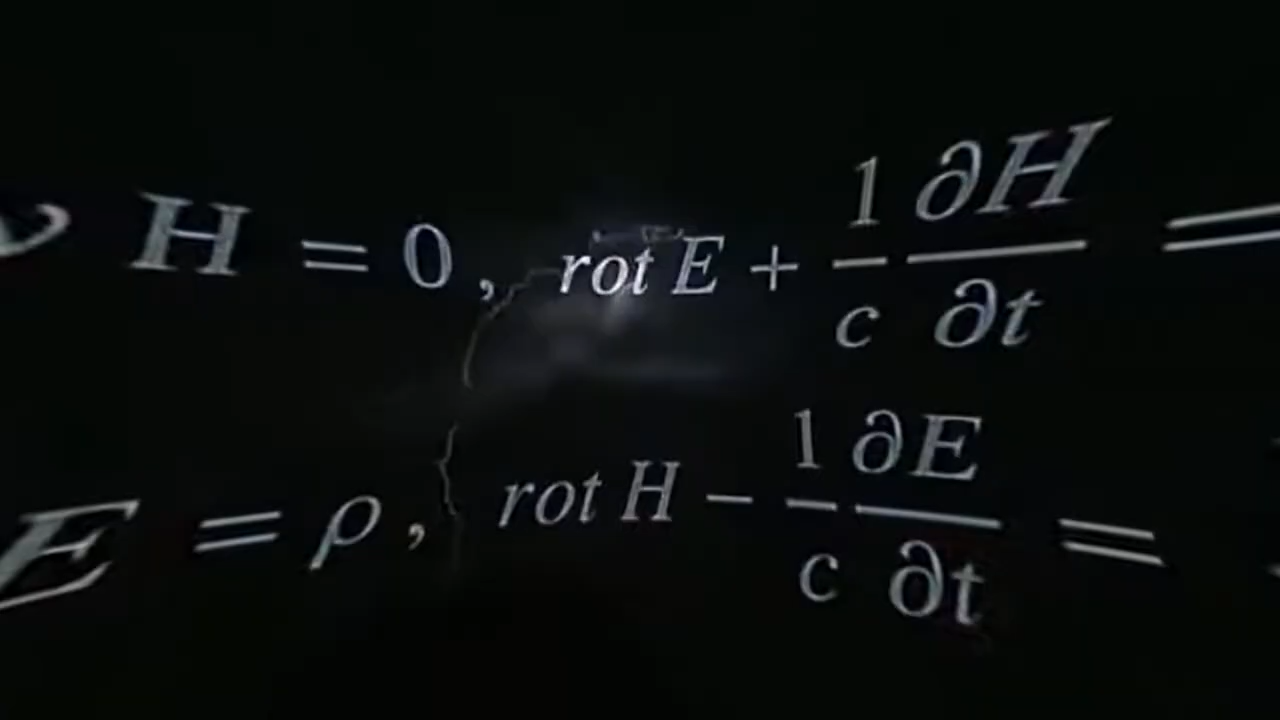 v H = 0, rot E + 1/c ∂H/∂t =
E = ρ, rot H − 1/c ∂E/∂t =